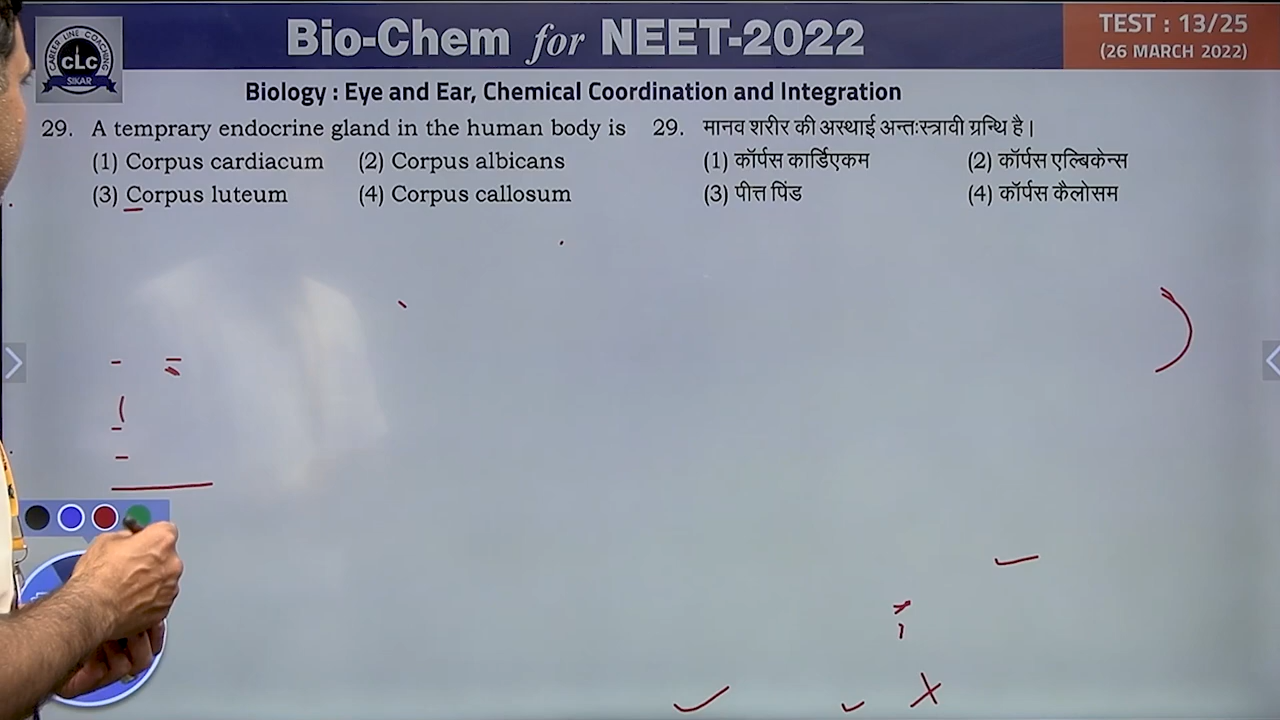 CAREER LINE COACHING
CLC
SIKAR
Bio-Chem for NEET-2022
TEST : 13/25
(26 MARCH 2022)
Biology : Eye and Ear, Chemical Coordination and Integration
29. A temprary endocrine gland in the human body is
(1) Corpus cardiacum (2) Corpus albicans
(3) Corpus luteum (4) Corpus callosum
29. मानव शरीर की अस्थाई अन्तःस्त्रावी ग्रन्थि है।
(1) कॉर्पस कार्डिएकम (2) कॉर्पस एल्बिकेन्स
(3) पीत्त पिंड (4) कॉर्पस कैलोसम